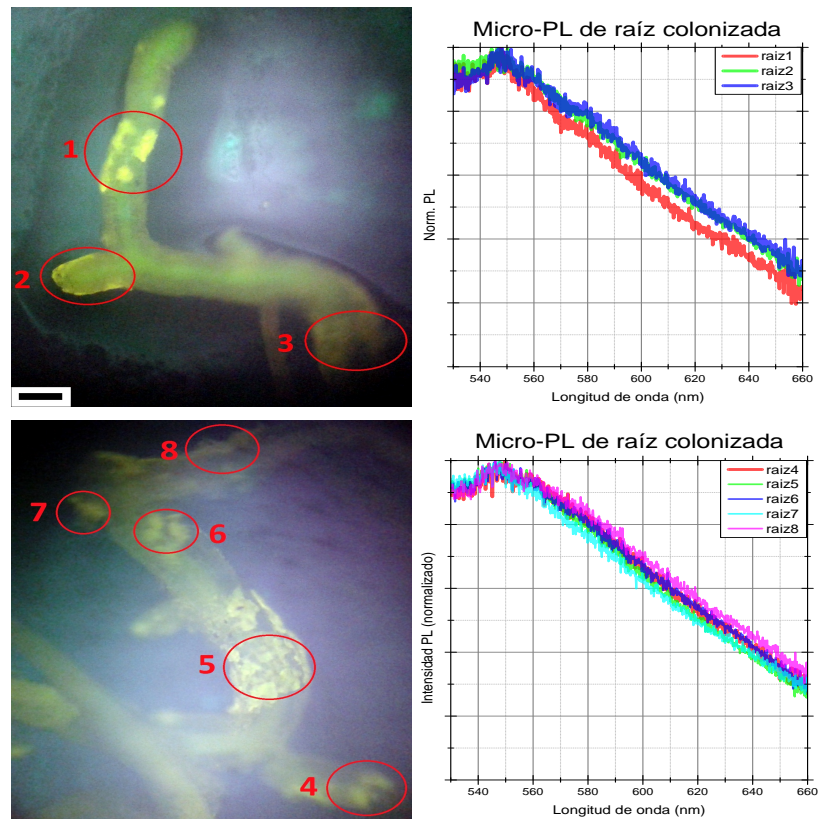 1
2
3
Micro-PL de raíz colonizada
raiz1
raiz2
raiz3
Norm. PL
540 560 580 600 620 640 660
Longitud de onda (nm)
8
7
6
5
4
Micro-PL de raíz colonizada
raiz4
raiz5
raiz6
raiz7
raiz8
Intensidad PL (normalizado)
540 560 580 600 620 640 660
Longitud de onda (nm)